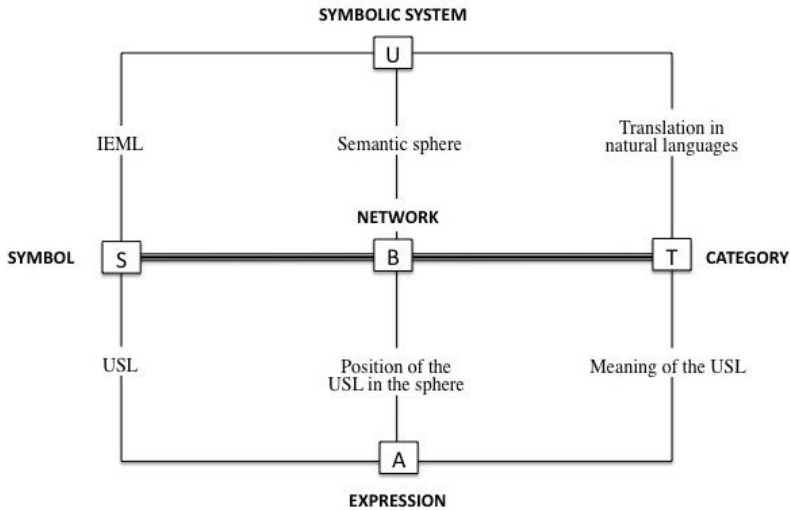 SYMBOLIC SYSTEM
U
IEML
Semantic sphere
Translation in
natural languages
NETWORK
SYMBOL
S
B
T
CATEGORY
USL
Position of the
USL in the sphere
Meaning of the USL
A
EXPRESSION